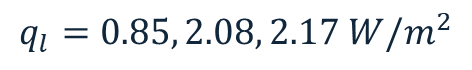 q_l = 0.85, 2.08, 2.17 W/m²